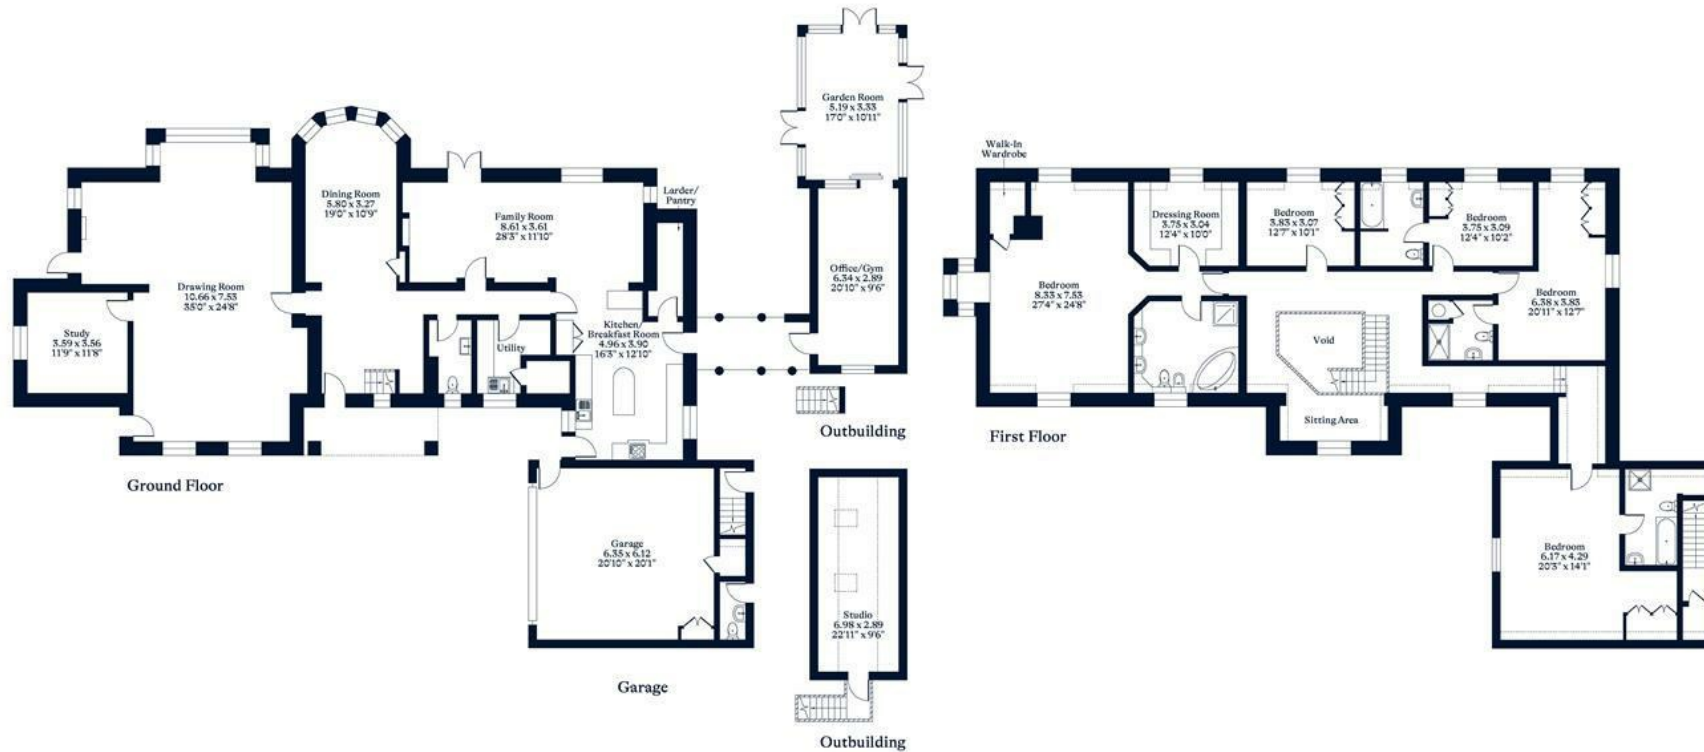 Garden Room
5.19 x 3.33
17'0" x 10'11"
Office/Gym
6.34 x 2.89
20'10" x 9'6"
Outbuilding
Dining Room
5.80 x 3.27
19'0" x 10'9"
Larder/
Pantry
Family Room
8.61 x 3.61
28'3" x 11'10"
Drawing Room
10.66 x 7.53
35'0" x 24'8"
Study
3.59 x 3.56
11'9" x 11'8"
Utility
Kitchen/
Breakfast Room
4.96 x 3.90
16'3" x 12'10"
Ground Floor
Garage
6.35 x 6.12
20'10" x 20'1"
Garage
Studio
6.98 x 2.89
22'11" x 9'6"
Outbuilding
Walk-In
Wardrobe
Dressing Room
3.75 x 3.04
12'4" x 10'0"
Bedroom
3.83 x 3.07
12'7" x 10'1"
Bedroom
3.75 x 3.09
12'4" x 10'2"
Bedroom
8.33 x 7.53
27'4" x 24'8"
Bedroom
6.38 x 3.83
20'11" x 12'7"
Void
Sitting Area
First Floor
Bedroom
6.17 x 4.29
20'3" x 14'1"